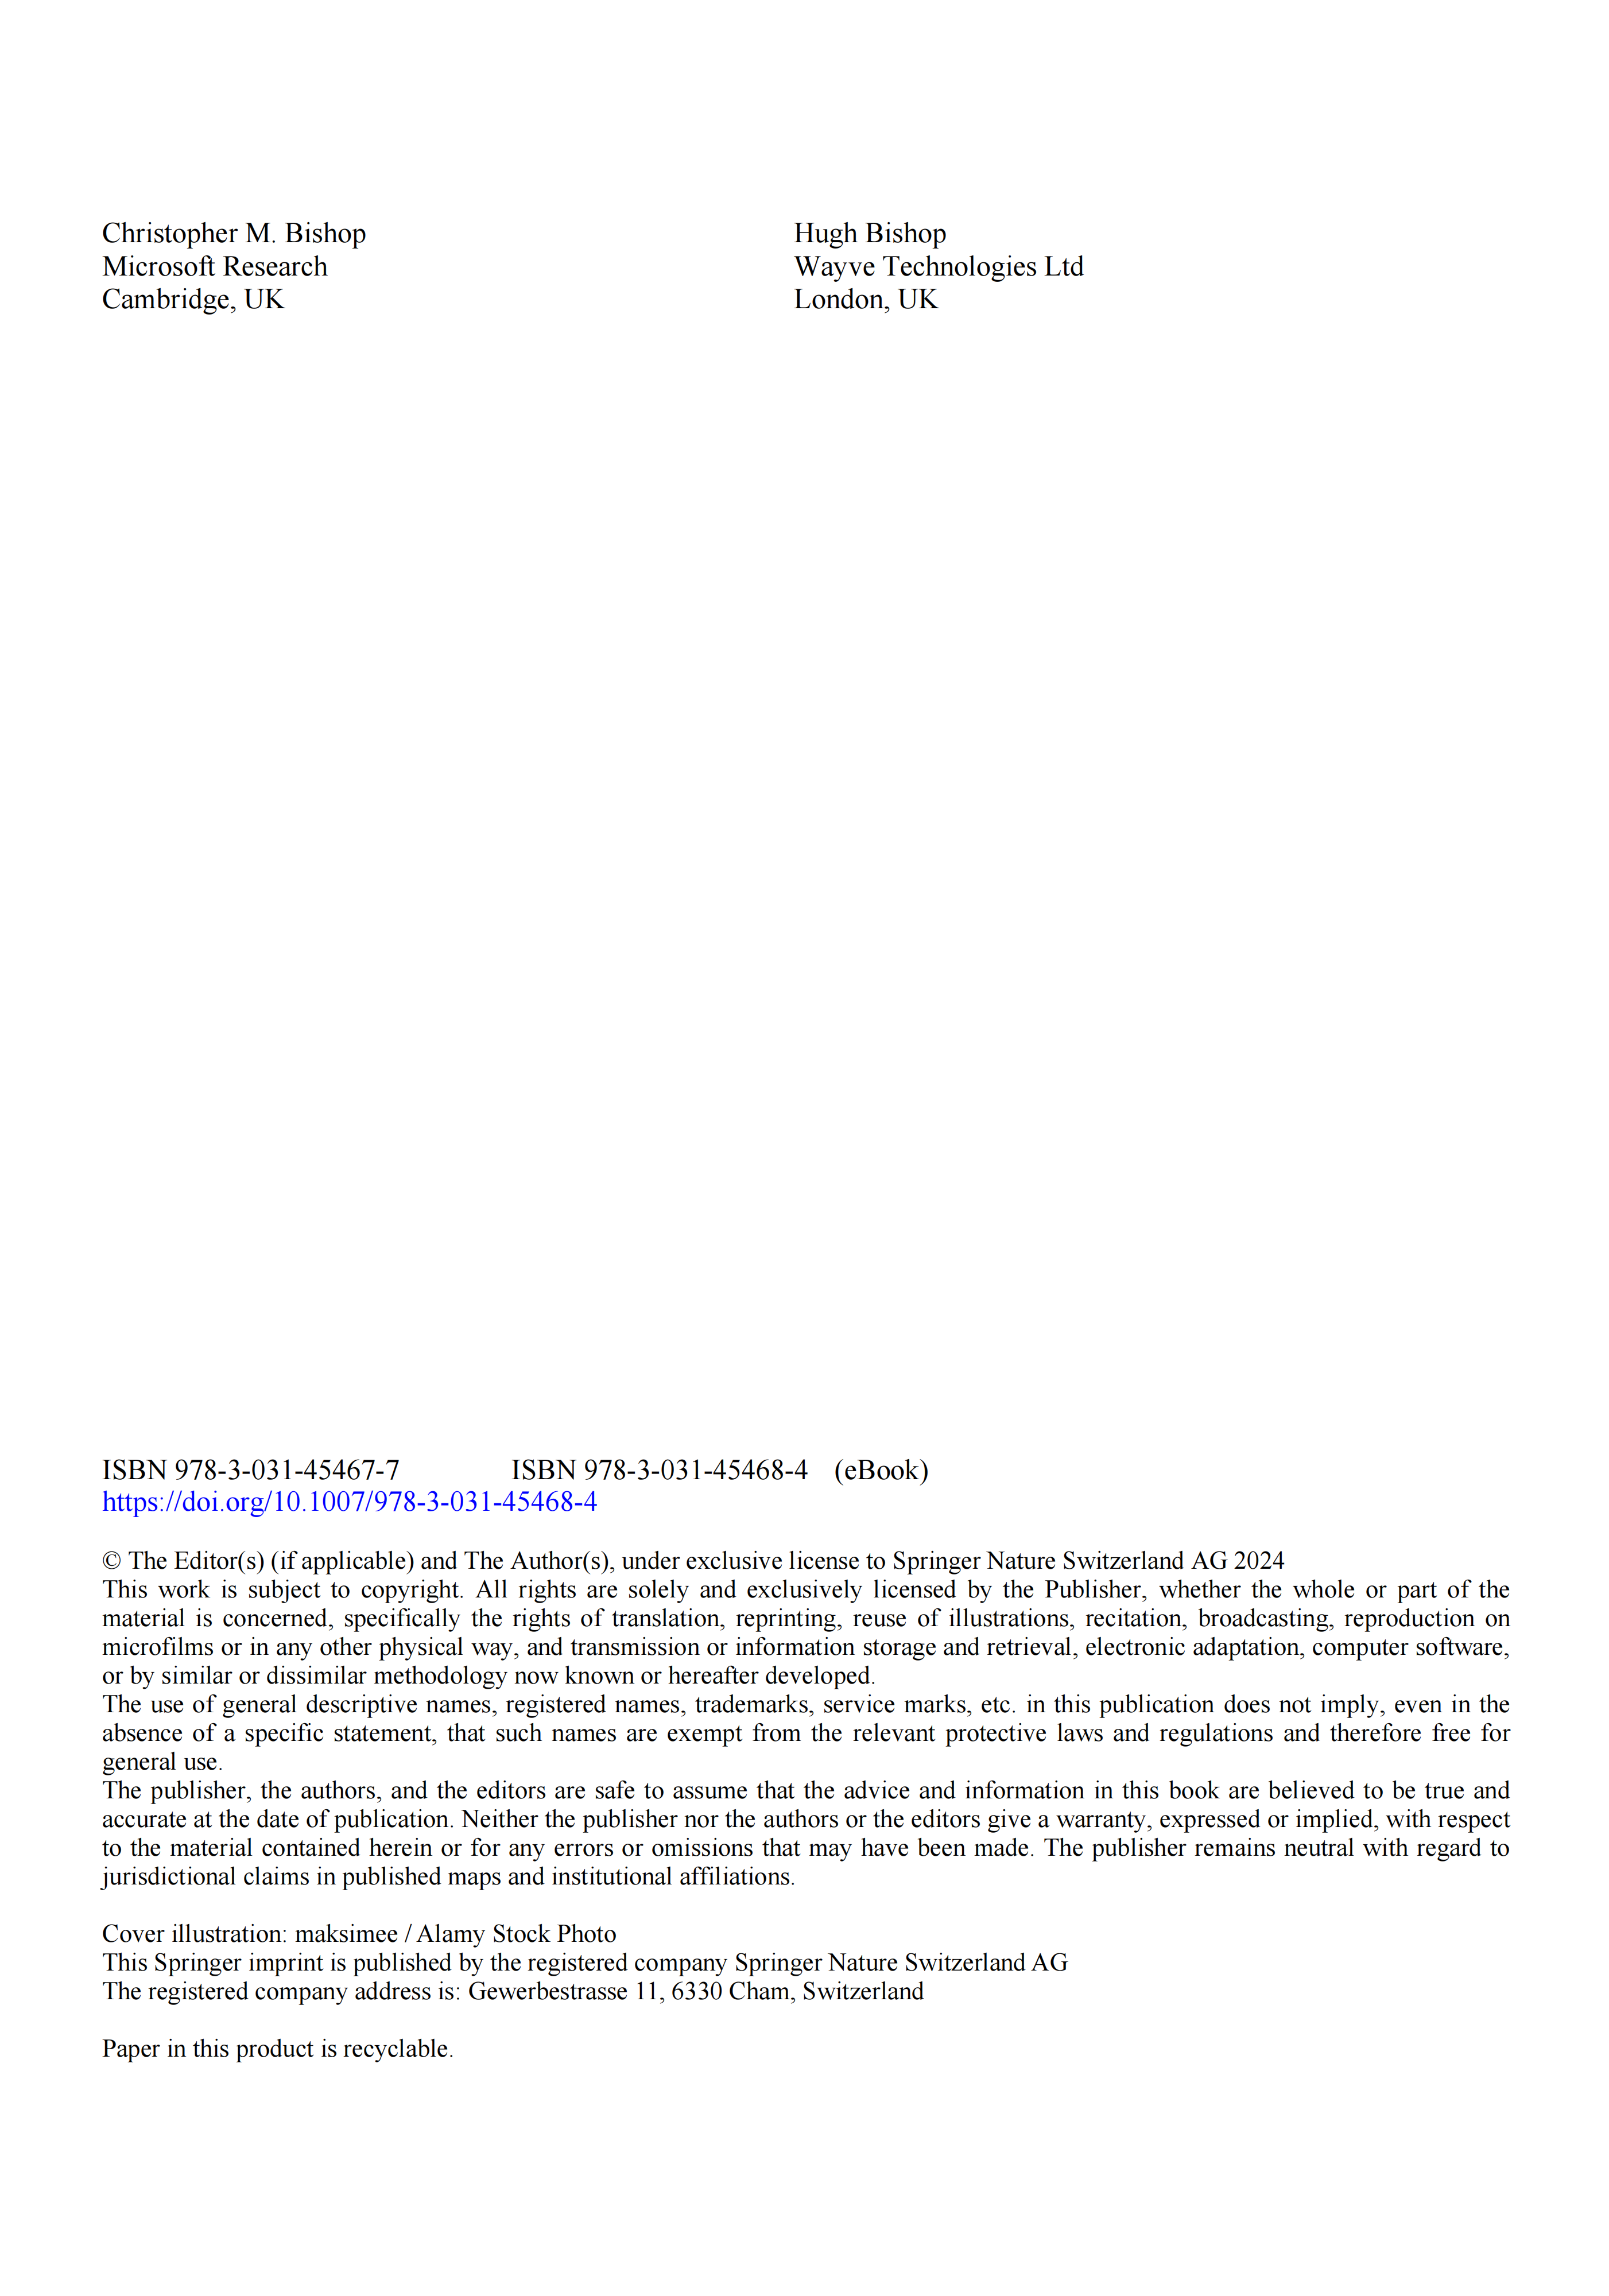 Christopher M. Bishop
Microsoft Research
Cambridge, UK
Hugh Bishop
Wayve Technologies Ltd
London, UK
ISBN 978-3-031-45467-7 ISBN 978-3-031-45468-4 (eBook)
https://doi.org/10.1007/978-3-031-45468-4
© The Editor(s) (if applicable) and The Author(s), under exclusive license to Springer Nature Switzerland AG 2024
This work is subject to copyright. All rights are solely and exclusively licensed by the Publisher, whether the whole or part of the
material is concerned, specifically the rights of translation, reprinting, reuse of illustrations, recitation, broadcasting, reproduction on
microfilms or in any other physical way, and transmission or information storage and retrieval, electronic adaptation, computer software,
or by similar or dissimilar methodology now known or hereafter developed.
The use of general descriptive names, registered names, trademarks, service marks, etc. in this publication does not imply, even in the
absence of a specific statement, that such names are exempt from the relevant protective laws and regulations and therefore free for
general use.
The publisher, the authors, and the editors are safe to assume that the advice and information in this book are believed to be true and
accurate at the date of publication. Neither the publisher nor the authors or the editors give a warranty, expressed or implied, with respect
to the material contained herein or for any errors or omissions that may have been made. The publisher remains neutral with regard to
jurisdictional claims in published maps and institutional affiliations.
Cover illustration: maksimee / Alamy Stock Photo
This Springer imprint is published by the registered company Springer Nature Switzerland AG
The registered company address is: Gewerbestrasse 11, 6330 Cham, Switzerland
Paper in this product is recyclable.